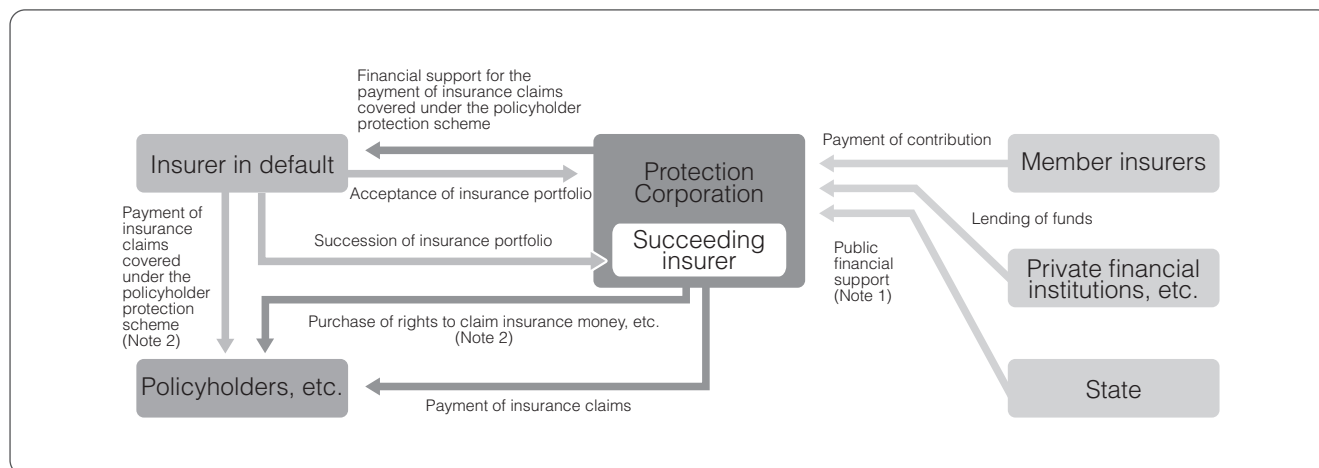 Financial support for the
payment of insurance claims
covered under the policyholder
protection scheme
Insurer in default
Acceptance of insurance portfolio
Payment of
insurance
claims
covered
under the
policyholder
protection
scheme
(Note 2)
Succession of insurance portfolio
Protection
Corporation
Succeeding
insurer
Purchase of rights to claim insurance money, etc.
(Note 2)
Policyholders, etc.
Payment of insurance claims
Payment of contribution
Member insurers
Lending of funds
Public
financial
support
(Note 1)
Private financial
institutions, etc.
State